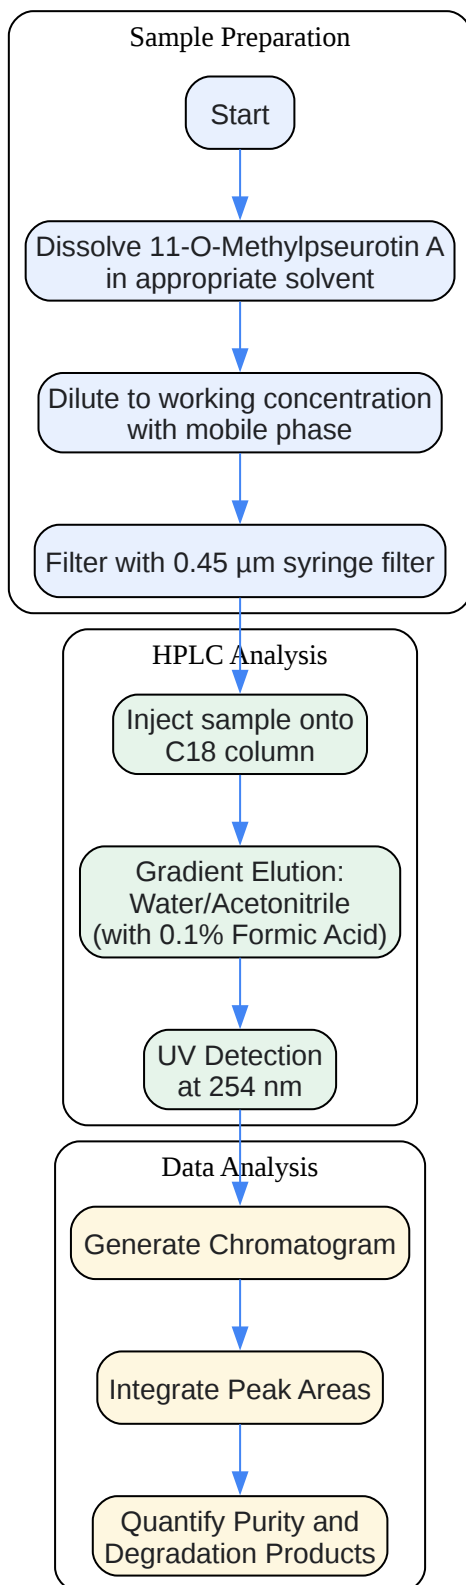 Sample Preparation
Start
Dissolve 11-O-Methylpseurotin A
in appropriate solvent
Dilute to working concentration
with mobile phase
Filter with 0.45 µm syringe filter
HPLC Analysis
Inject sample onto
C18 column
Gradient Elution:
Water/Acetonitrile
(with 0.1% Formic Acid)
UV Detection
at 254 nm
Data Analysis
Generate Chromatogram
Integrate Peak Areas
Quantify Purity and
Degradation Products